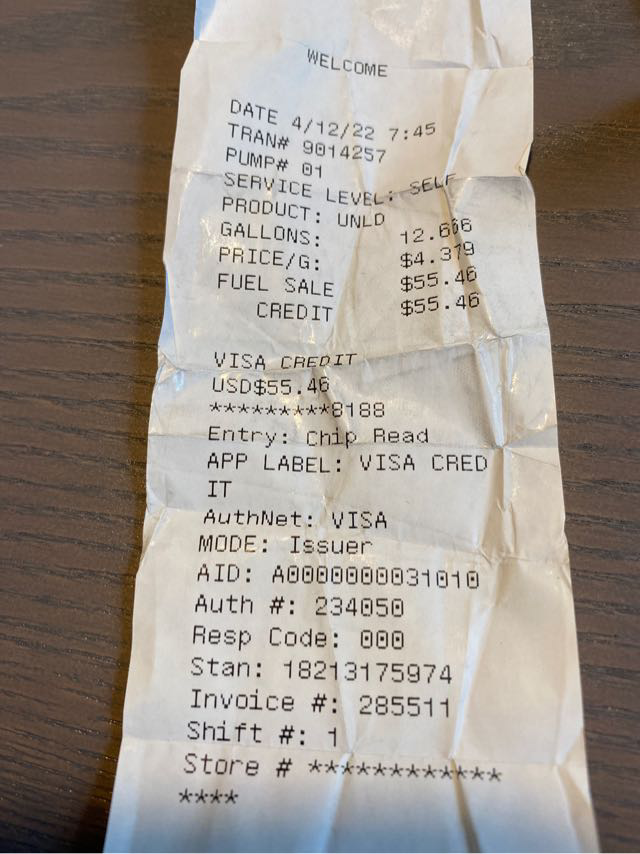 WELCOME
DATE 4/12/22 7:45
TRAN# 9014257
PUMP# 01
SERVICE LEVEL: SELF
PRODUCT: UNLD
GALLONS: 12.666
PRICE/G: $4.379
FUEL SALE $55.46
CREDIT $55.46
VISA CREDIT
USD$55.46
*********8188
Entry: Chip Read
APP LABEL: VISA CRED
IT
AuthNet: VISA
MODE: Issuer
AID: A0000000031010
Auth #: 234050
Resp Code: 000
Stan: 18213175974
Invoice #: 285511
Shift #: 1
Store # ************
****